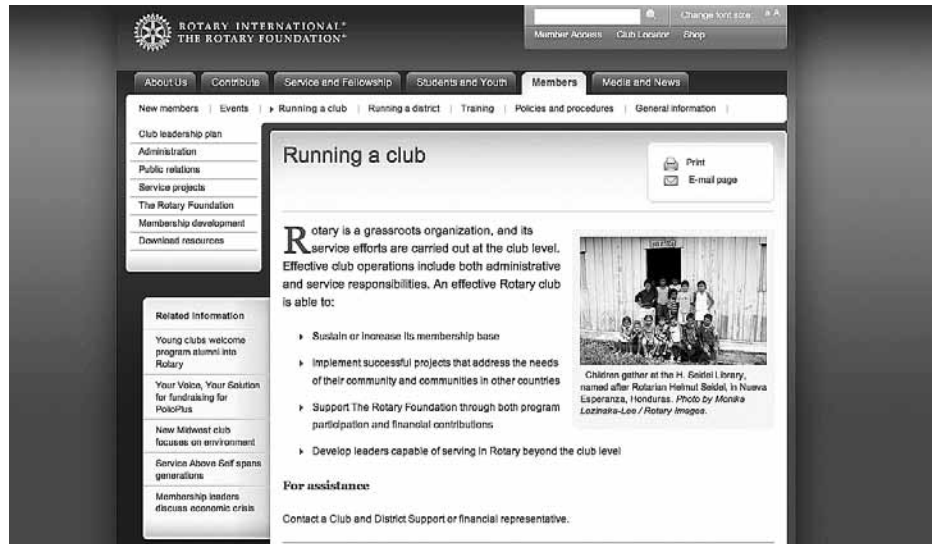 ROTARY INTERNATIONAL®
THE ROTARY FOUNDATION®
Change font size: A A
Member Access Club Locator Shop
About Us Contribute Service and Fellowship Students and Youth Members Media and News
New members Events Running a club Running a district Training Policies and procedures General information
Club leadership plan
Administration
Public relations
Service projects
The Rotary Foundation
Membership development
Download resources
Related Information
Young clubs welcome
program alumni into
Rotary
Your Voice, Your Solution
for fundraising for
PolioPlus
New Midwest club
focuses on environment
Service Above Self spans
generations
Membership leaders
discuss economic crisis
Running a club
Print
E-mail page
Rotary is a grassroots organization, and its
service efforts are carried out at the club level.
Effective club operations include both administrative
and service responsibilities. An effective Rotary club
is able to:
Sustain or increase its membership base
Implement successful projects that address the needs
of their community and communities in other countries
Support The Rotary Foundation through both program
participation and financial contributions
Develop leaders capable of serving in Rotary beyond the club level
Children gather at the H. Seidel Library,
named after Rotarian Helmut Seidel, in Nueva
Esperanza, Honduras. Photo by Monika
Lozinska-Lee / Rotary Images.
For assistance
Contact a Club and District Support or financial representative.